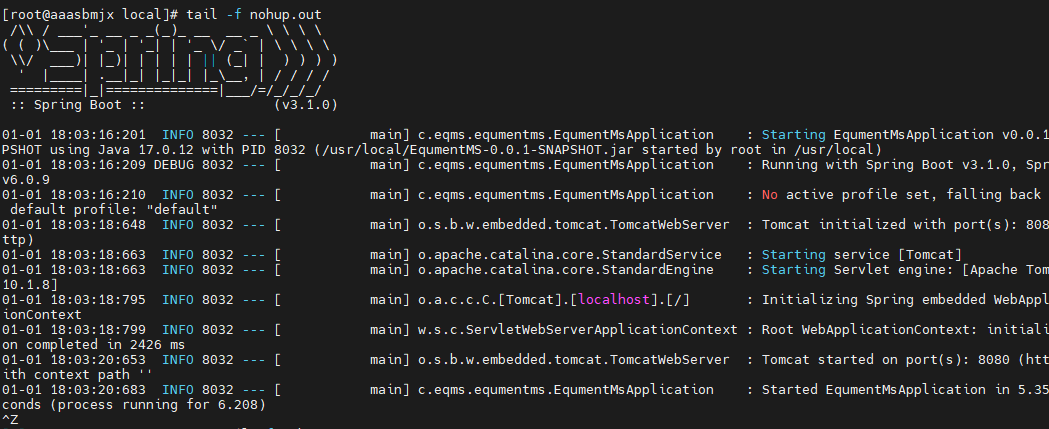 [root@aaasbmjx local]# tail -f nohup.out
 /\\ / ___'_ __ _ _(_)_ __  __ _ \ \ \ \
( ( )\___ | '_ | '_| | '_ \/ _` | \ \ \ \
 \\/  ___)| |_)| | | | | || (_| |  ) ) ) )
  '  |____| .__|_| |_|_| |_\__, | / / / /
 =========|_|==============|___/=/_/_/_/
 :: Spring Boot ::                (v3.1.0)
01-01 18:03:16:201  INFO 8032 --- [           main] c.eqms.equmentms.EqumentMsApplication    : Starting EqumentMsApplication v0.0.1
PSHOT using Java 17.0.12 with PID 8032 (/usr/local/EqumentMS-0.0.1-SNAPSHOT.jar started by root in /usr/local)
01-01 18:03:16:209 DEBUG 8032 --- [           main] c.eqms.equmentms.EqumentMsApplication    : Running with Spring Boot v3.1.0, Spr
v6.0.9
01-01 18:03:16:210  INFO 8032 --- [           main] c.eqms.equmentms.EqumentMsApplication    : No active profile set, falling back
 default profile: "default"
01-01 18:03:18:648  INFO 8032 --- [           main] o.s.b.w.embedded.tomcat.TomcatWebServer  : Tomcat initialized with port(s): 808
ttp)
01-01 18:03:18:663  INFO 8032 --- [           main] o.apache.catalina.core.StandardService   : Starting service [Tomcat]
01-01 18:03:18:663  INFO 8032 --- [           main] o.apache.catalina.core.StandardEngine    : Starting Servlet engine: [Apache Tom
10.1.8]
01-01 18:03:18:795  INFO 8032 --- [           main] o.a.c.c.C.[Tomcat].[localhost].[/]       : Initializing Spring embedded WebAppl
ionContext
01-01 18:03:18:799  INFO 8032 --- [           main] w.s.c.ServletWebServerApplicationContext : Root WebApplicationContext: initiali
on completed in 2426 ms
01-01 18:03:20:653  INFO 8032 --- [           main] o.s.b.w.embedded.tomcat.TomcatWebServer  : Tomcat started on port(s): 8080 (htt
ith context path ''
01-01 18:03:20:683  INFO 8032 --- [           main] c.eqms.equmentms.EqumentMsApplication    : Started EqumentMsApplication in 5.35
conds (process running for 6.208)
^Z